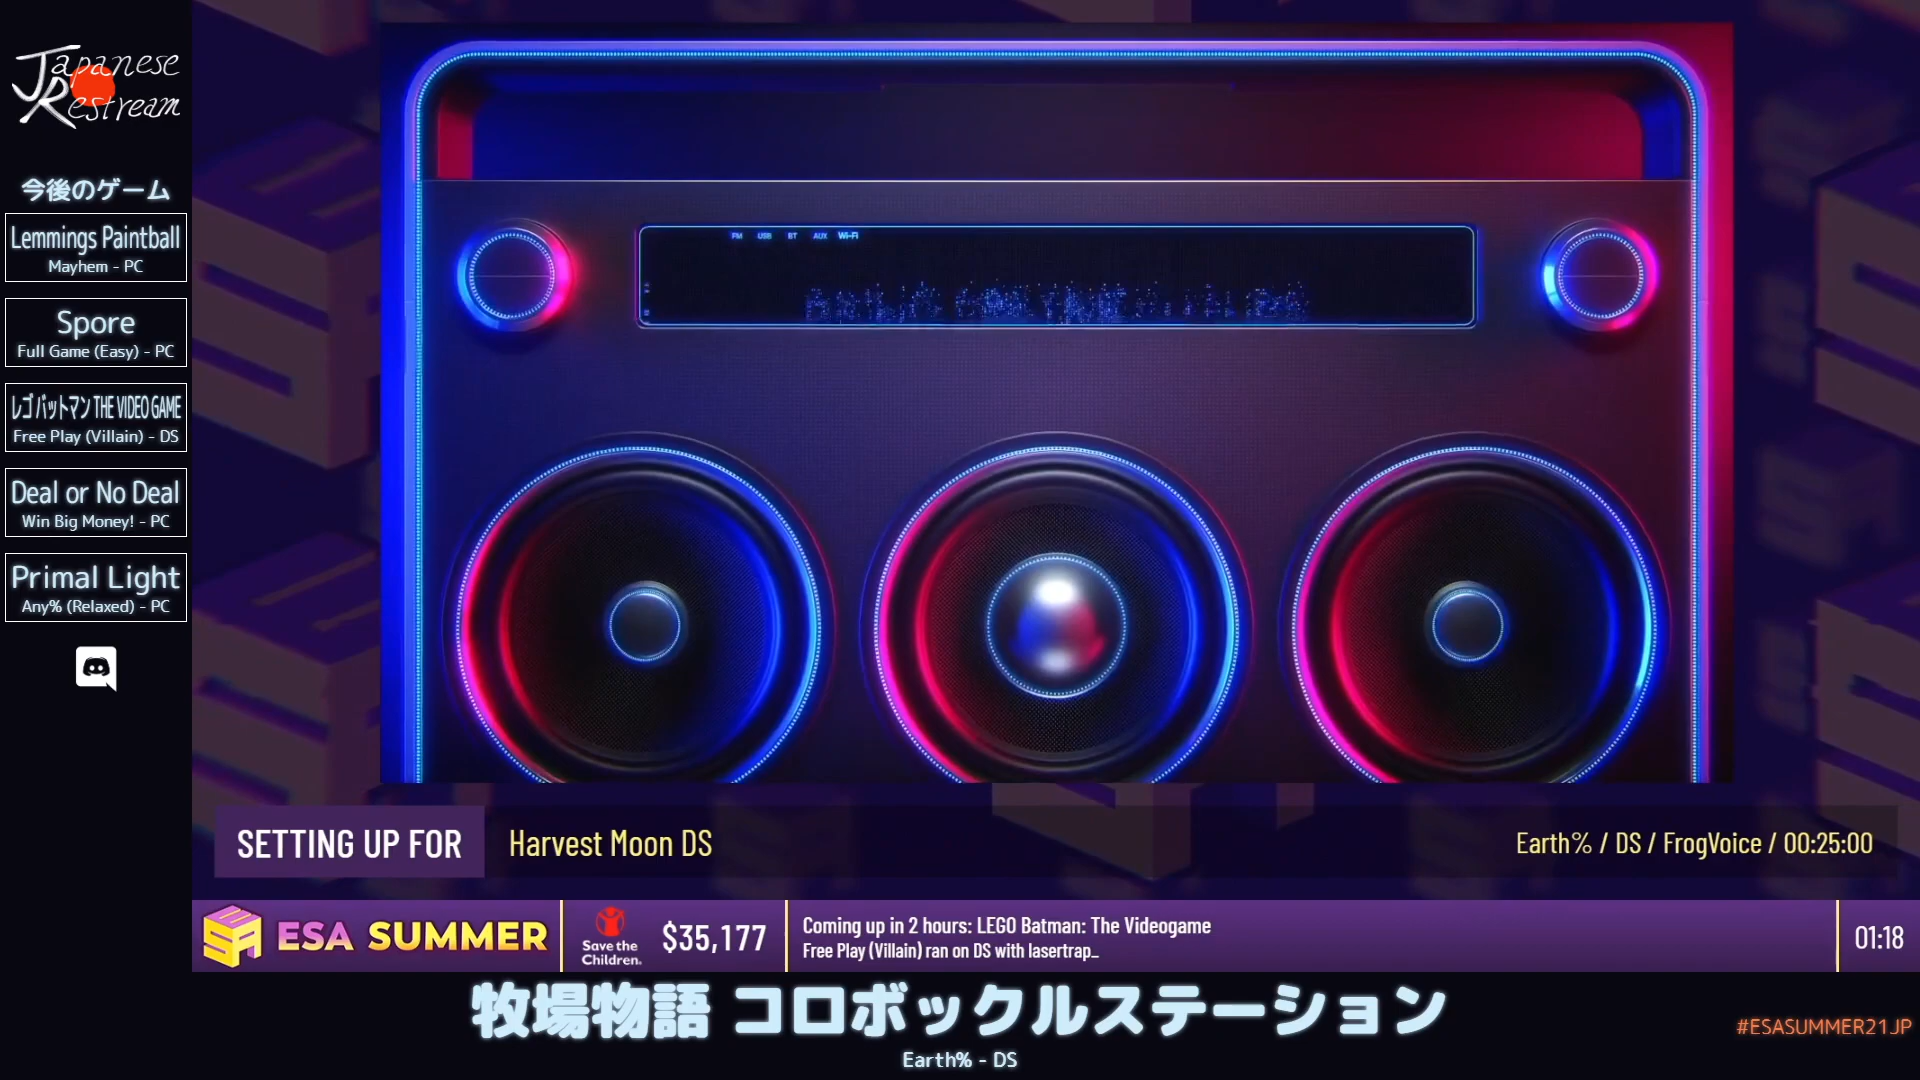 Japanese
Restream
今後のゲーム
Lemmings Paintball
Mayhem - PC
Spore
Full Game (Easy) - PC
レゴ バットマン THE VIDEO GAME
Free Play (Villain) - DS
Deal or No Deal
Win Big Money! - PC
Primal Light
Any% (Relaxed) - PC
FM USB BT AUX Wi-Fi
SETTING UP FOR
Harvest Moon DS
Earth% / DS / FrogVoice / 00:25:00
ESA SUMMER
Save the
Children.
$35,177
Coming up in 2 hours: LEGO Batman: The Videogame
Free Play (Villain) ran on DS with lasertrap_
01:18
牧場物語 コロボックルステーション
Earth% - DS
#ESASUMMER21JP